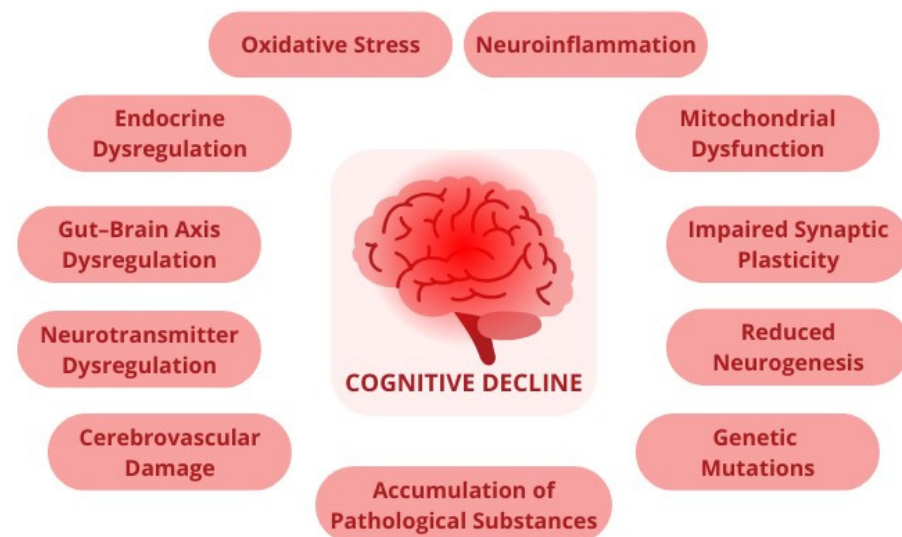 Oxidative Stress
Neuroinflammation
Endocrine
Dysregulation
Mitochondrial
Dysfunction
Gut–Brain Axis
Dysregulation
Impaired Synaptic
Plasticity
Neurotransmitter
Dysregulation
Reduced
Neurogenesis
COGNITIVE DECLINE
Cerebrovascular
Damage
Genetic
Mutations
Accumulation of
Pathological Substances